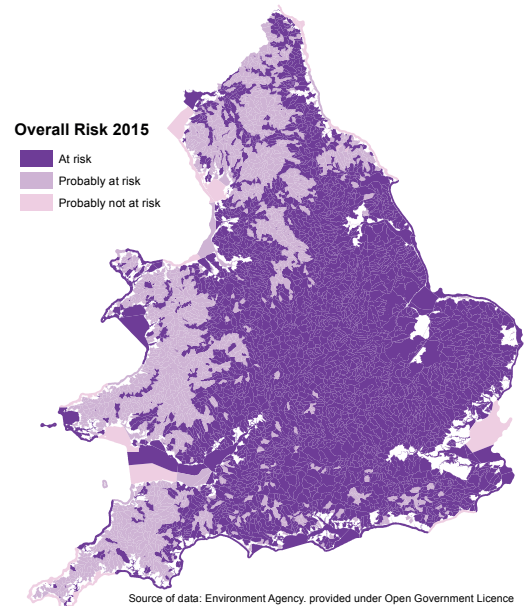 Overall Risk 2015
At risk
Probably at risk
Probably not at risk
Source of data: Environment Agency. provided under Open Government Licence